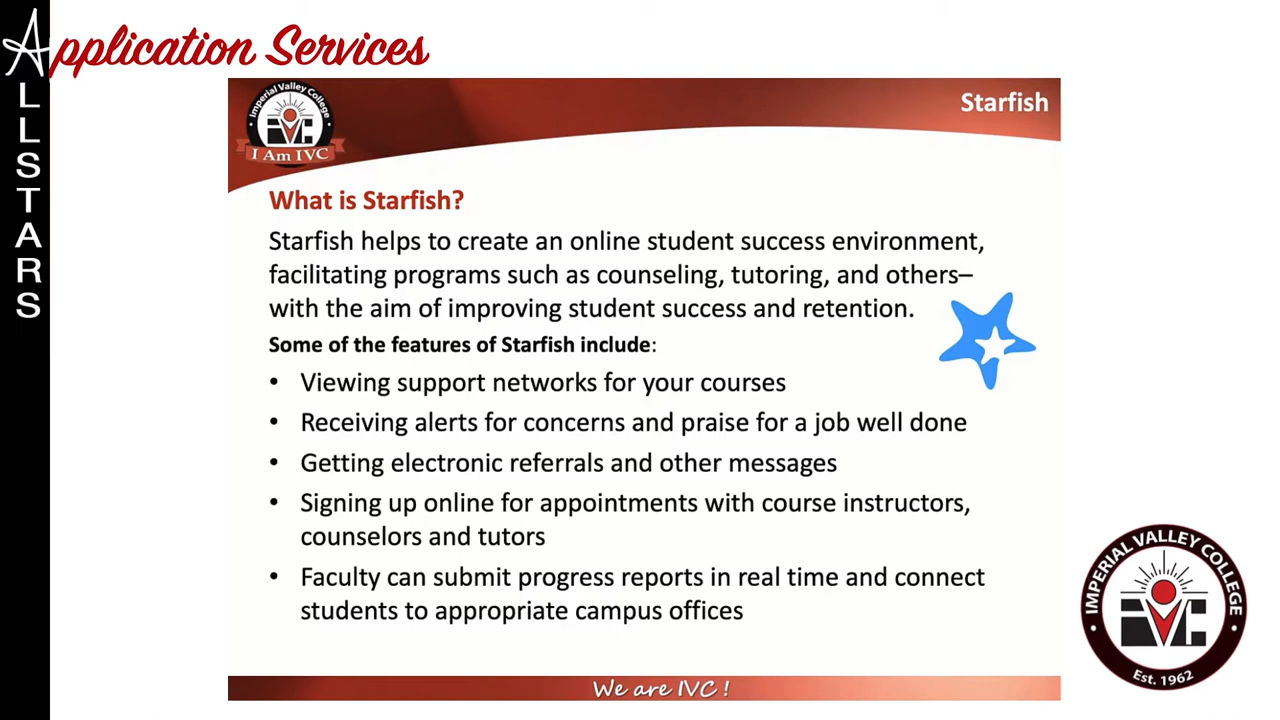 Application Services
ALLSTARS
Imperial Valley College
IVC
I Am IVC
Starfish
What is Starfish?
Starfish helps to create an online student success environment,
facilitating programs such as counseling, tutoring, and others–
with the aim of improving student success and retention.
Some of the features of Starfish include:
• Viewing support networks for your courses
• Receiving alerts for concerns and praise for a job well done
• Getting electronic referrals and other messages
• Signing up online for appointments with course instructors,
counselors and tutors
• Faculty can submit progress reports in real time and connect
students to appropriate campus offices
We are IVC !
IMPERIAL VALLEY COLLEGE
IVC
Est. 1962